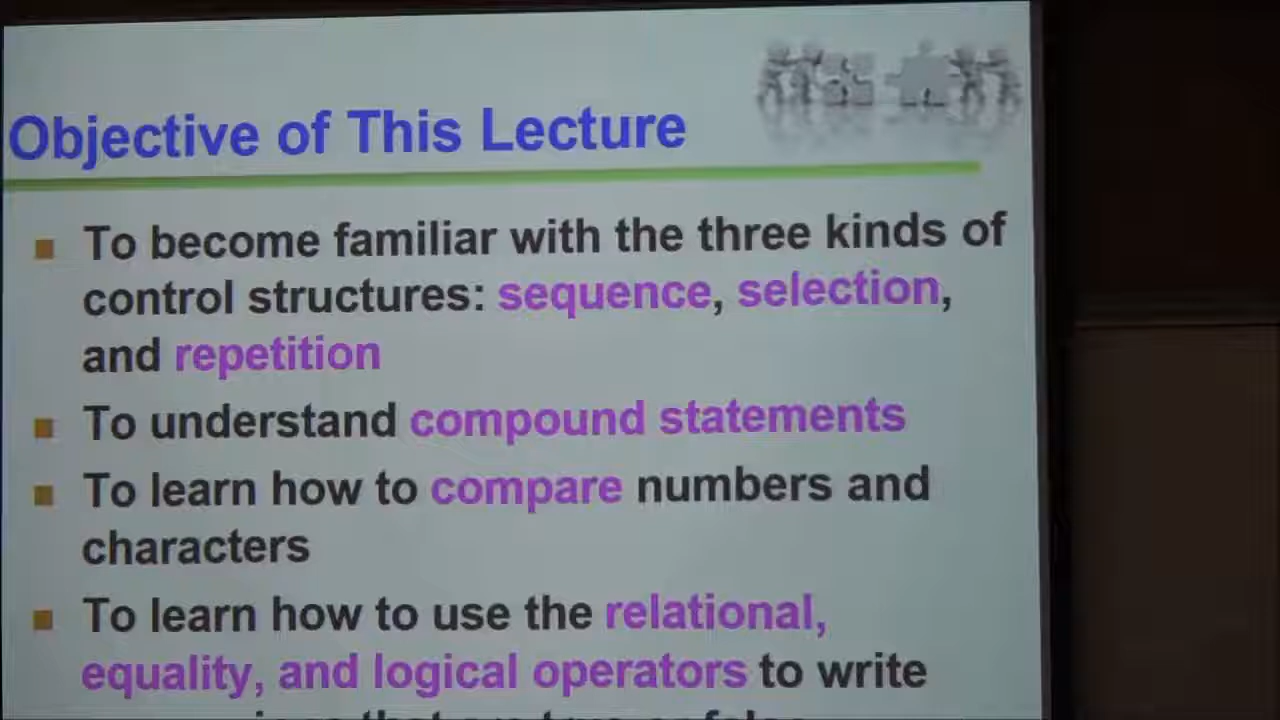 Objective of This Lecture
To become familiar with the three kinds of
control structures: sequence, selection,
and repetition
To understand compound statements
To learn how to compare numbers and
characters
To learn how to use the relational,
equality, and logical operators to write